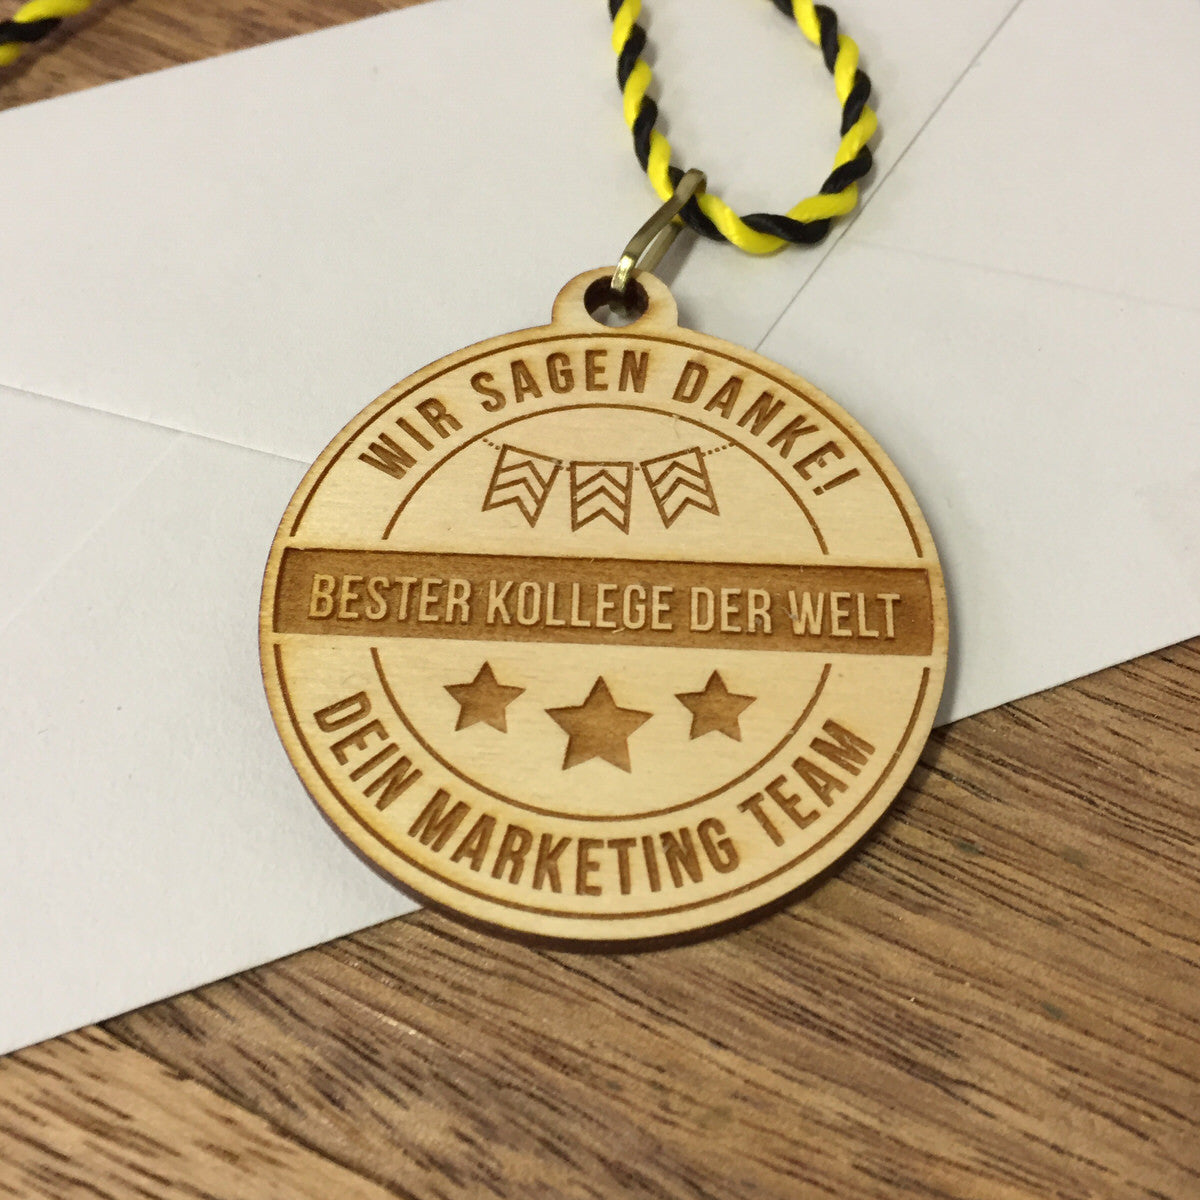 WIR SAGEN DANKE!
BESTER KOLLEGE DER WELT
DEIN MARKETING TEAM